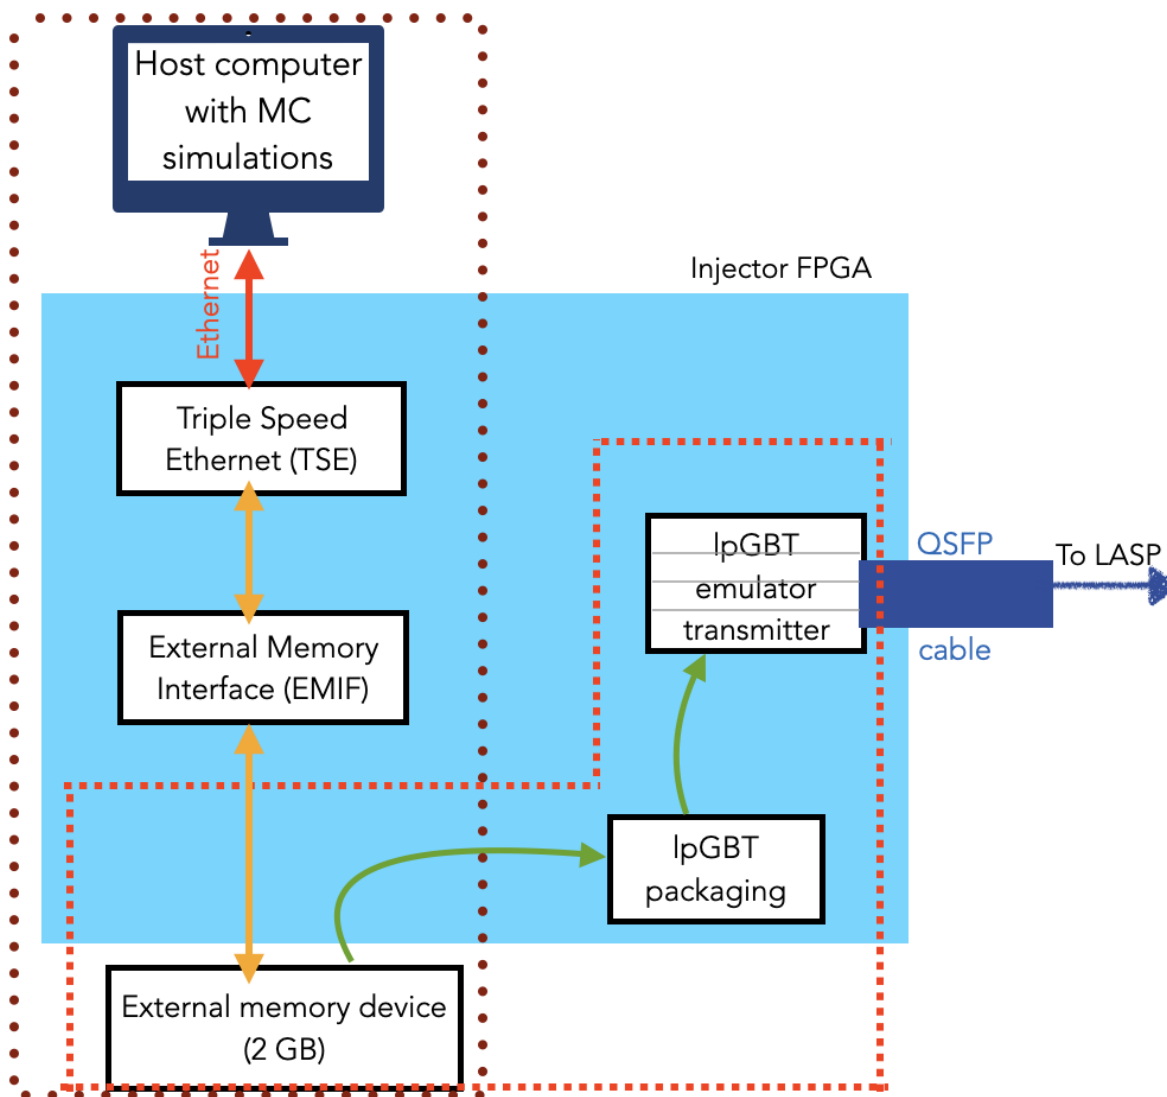 Host computer
with MC
simulations
Ethernet
Injector FPGA
Triple Speed
Ethernet (TSE)
lpGBT
emulator
transmitter
QSFP
cable
To LASP
External Memory
Interface (EMIF)
lpGBT
packaging
External memory device
(2 GB)